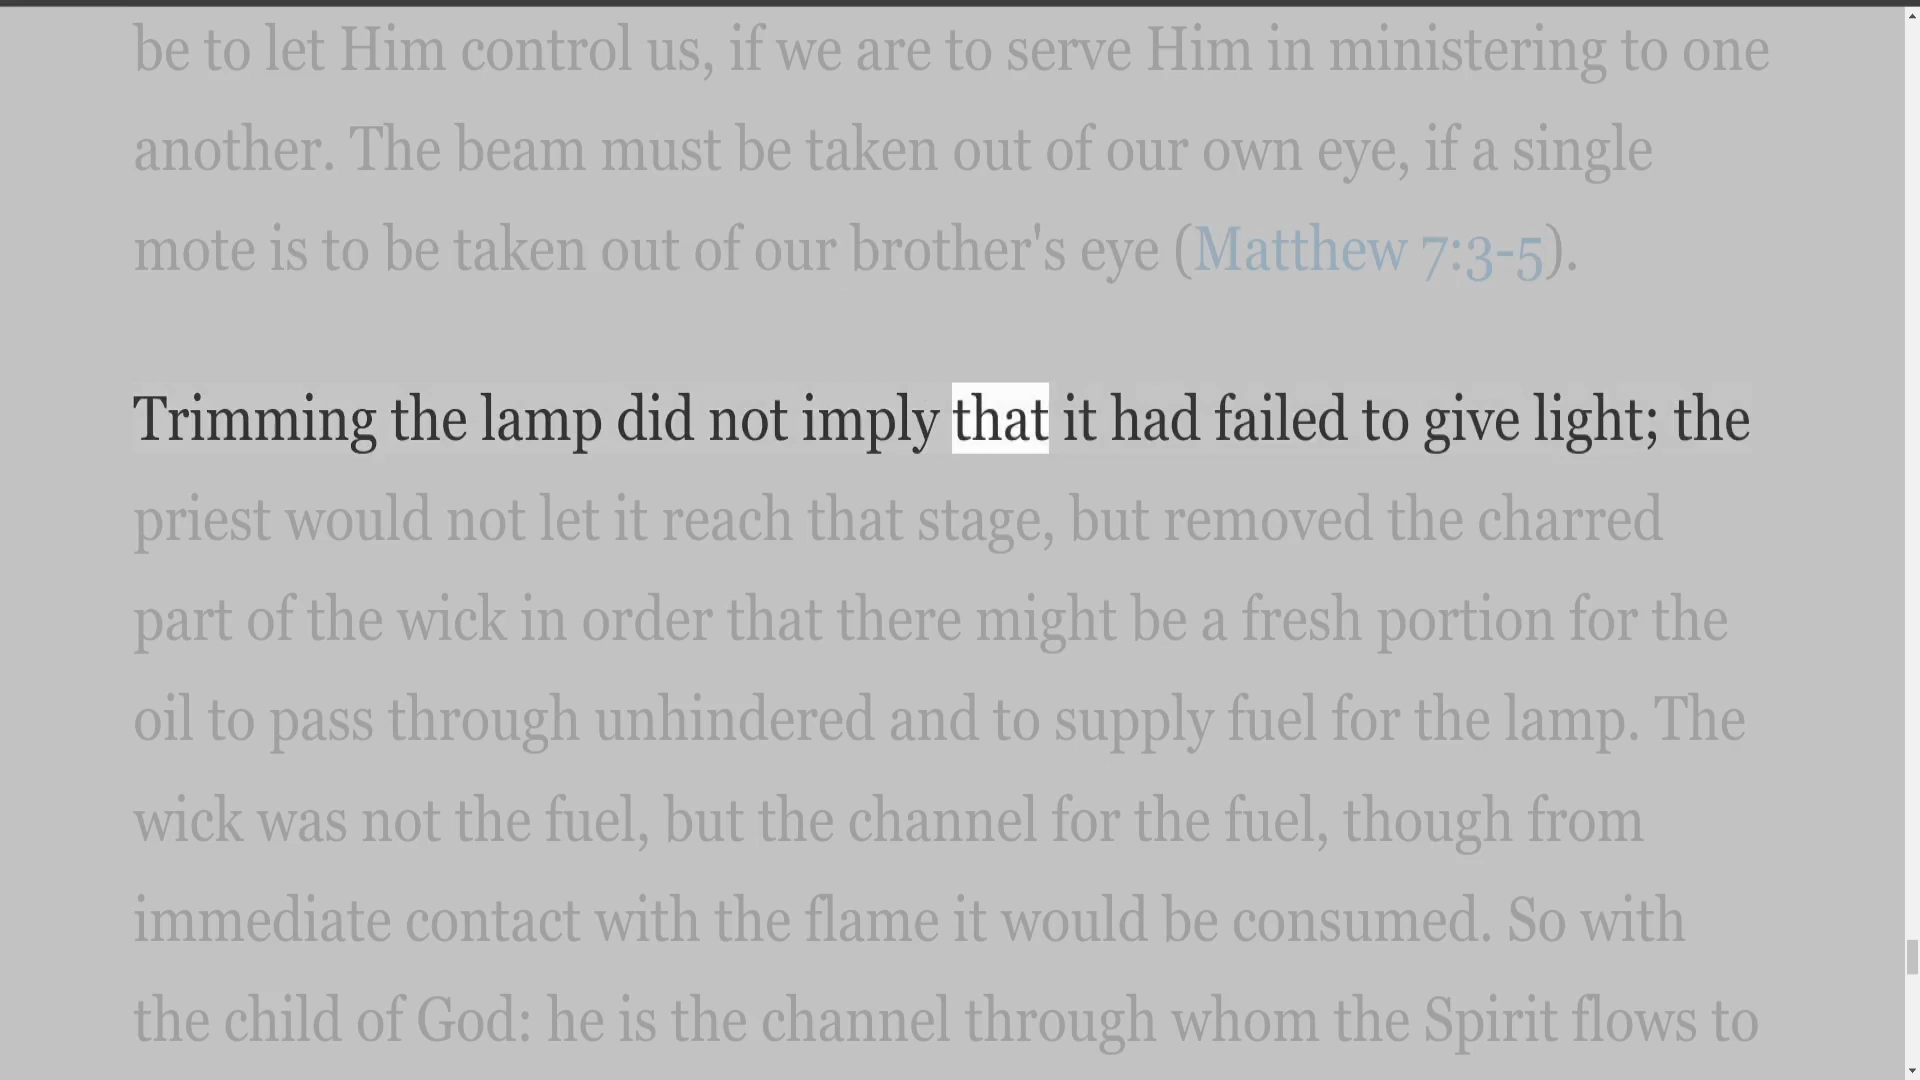 be to let Him control us, if we are to serve Him in ministering to one
another. The beam must be taken out of our own eye, if a single
mote is to be taken out of our brother's eye (Matthew 7:3-5).
Trimming the lamp did not imply that it had failed to give light; the
priest would not let it reach that stage, but removed the charred
part of the wick in order that there might be a fresh portion for the
oil to pass through unhindered and to supply fuel for the lamp. The
wick was not the fuel, but the channel for the fuel, though from
immediate contact with the flame it would be consumed. So with
the child of God: he is the channel through whom the Spirit flows to